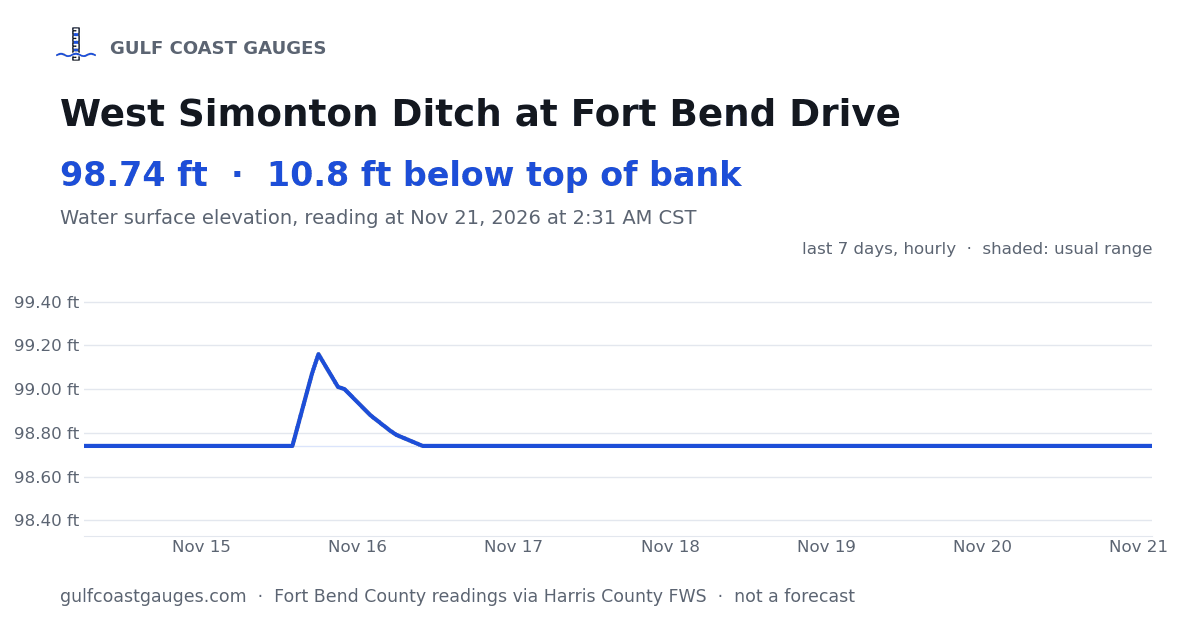 GULF COAST GAUGES
West Simonton Ditch at Fort Bend Drive
98.74 ft · 10.8 ft below top of bank
Water surface elevation, reading at Nov 21, 2026 at 2:31 AM CST
last 7 days, hourly · shaded: usual range
99.40 ft
99.20 ft
99.00 ft
98.80 ft
98.60 ft
98.40 ft
Nov 15 Nov 16 Nov 17 Nov 18 Nov 19 Nov 20 Nov 21
gulfcoastgauges.com · Fort Bend County readings via Harris County FWS · not a forecast